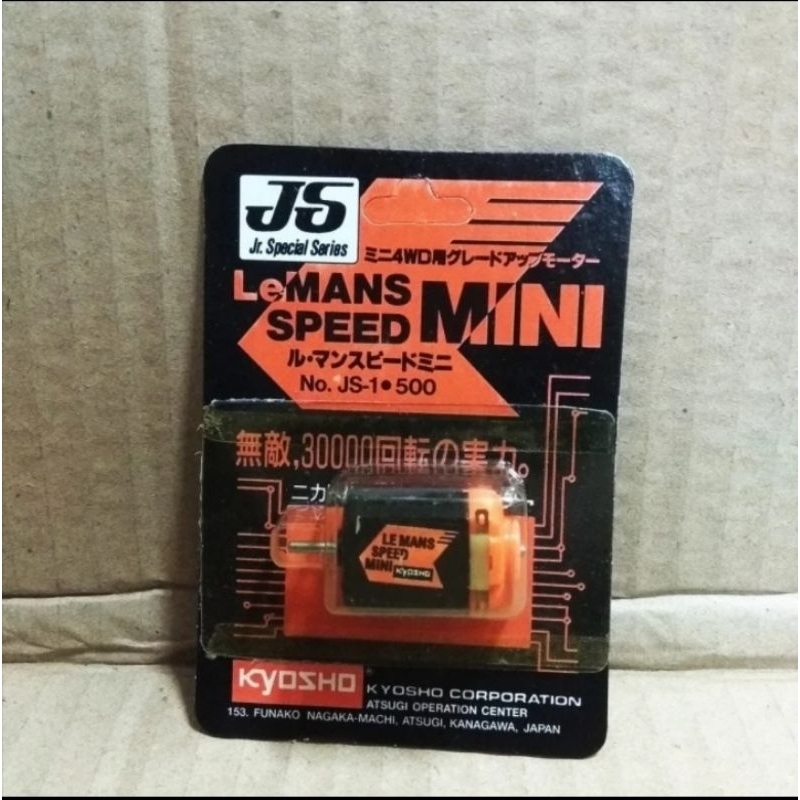 JS
Jr. Special Series
ミニ4WD用グレードアップモーター
LeMANS
SPEED MINI
ル・マンスピードミニ
No. JS-1•500
無敵,30000回転の実力。
ニカ
LE MANS
SPEED
MINI KYOSHO
KYOSHO
KYOSHO CORPORATION
ATSUGI OPERATION CENTER
153. FUNAKO NAGAKA-MACHI, ATSUGI, KANAGAWA, JAPAN